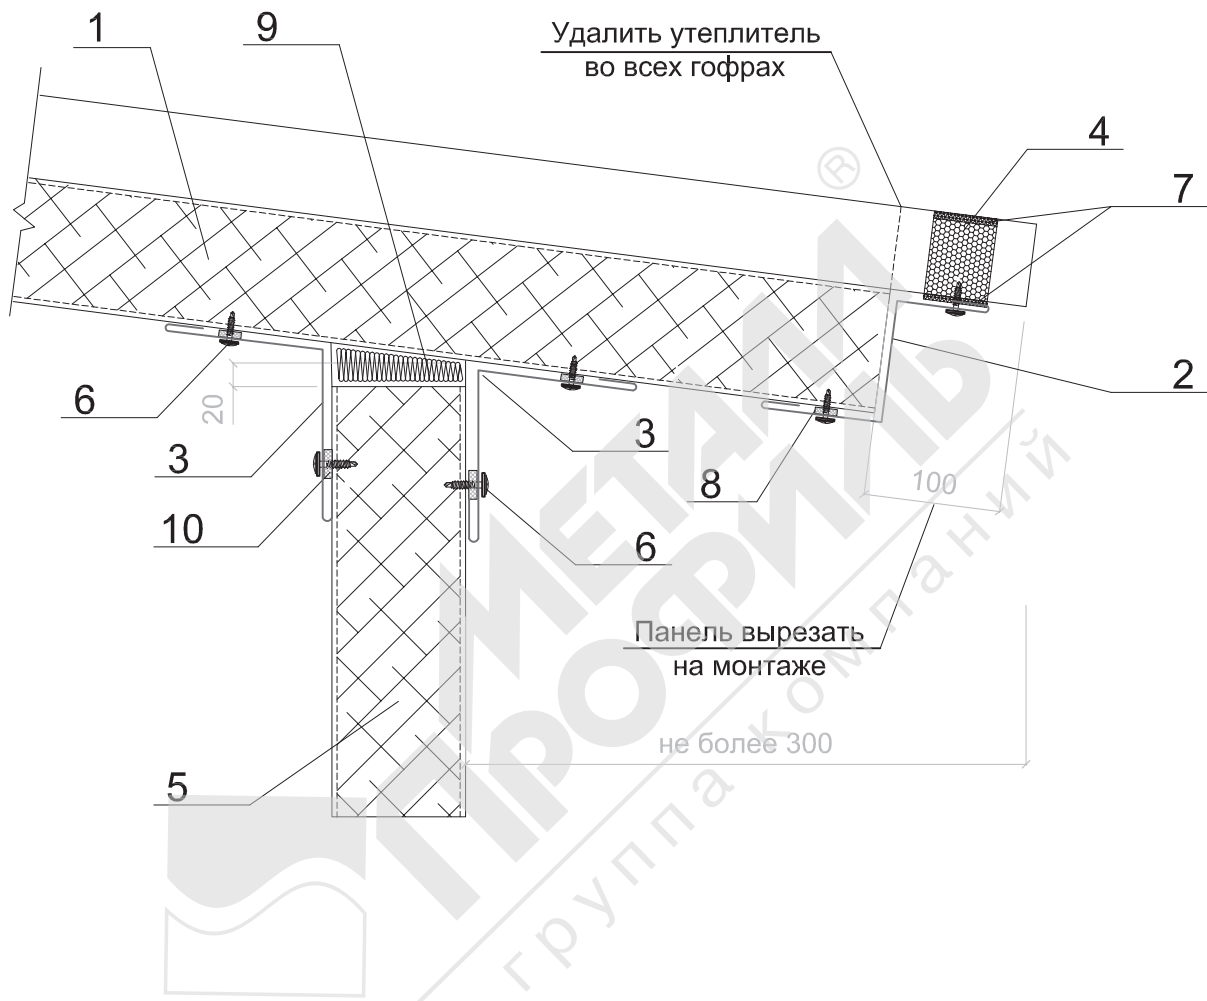 1
9
Удалить утеплитель
во всех гофрах
4
7
®
2
6
20
3
3
8
100
10
6
Панель вырезать
на монтаже
не более 300
5
МЕТАЛЛ
ПРОФИЛЬ
группа компаний